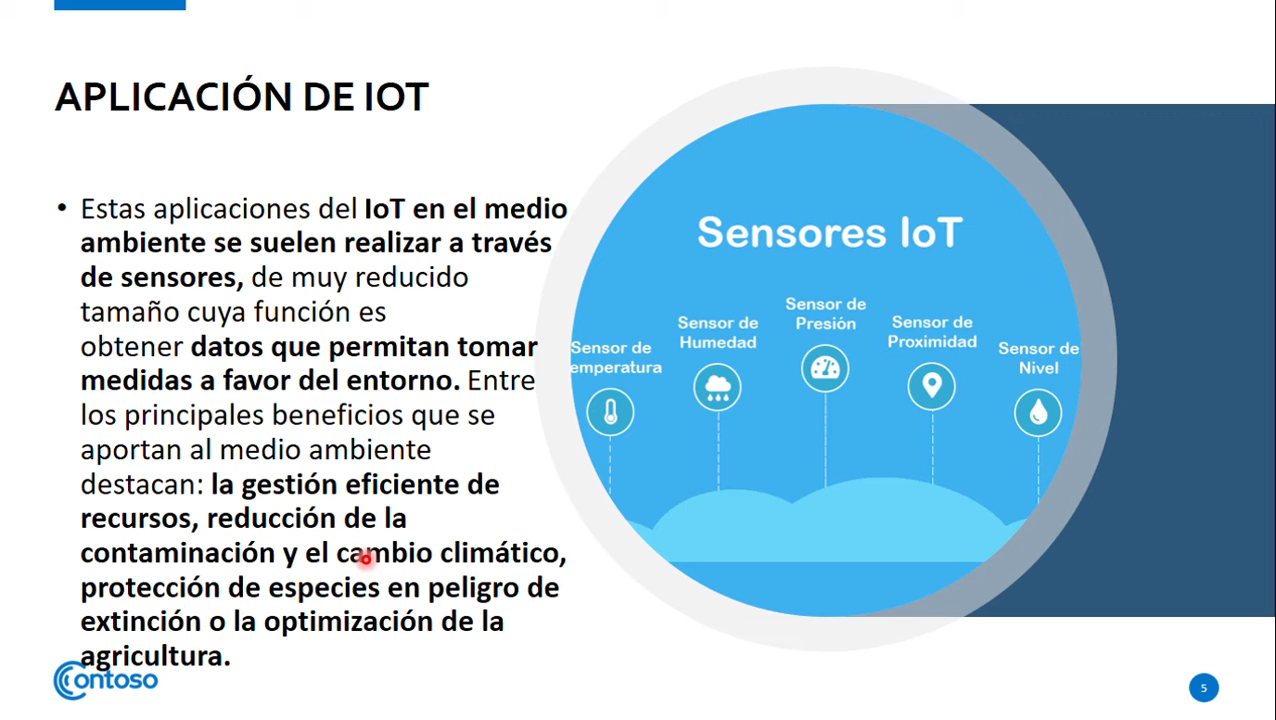 APLICACIÓN DE IOT
• Estas aplicaciones del IoT en el medio
ambiente se suelen realizar a través
de sensores, de muy reducido
tamaño cuya función es
obtener datos que permitan tomar
medidas a favor del entorno. Entre
los principales beneficios que se
aportan al medio ambiente
destacan: la gestión eficiente de
recursos, reducción de la
contaminación y el cambio climático,
protección de especies en peligro de
extinción o la optimización de la
agricultura.
Sensores IoT
Sensor de
emperatura
Sensor de
Humedad
Sensor de
Presión
Sensor de
Proximidad
Sensor de
Nivel
Contoso
5